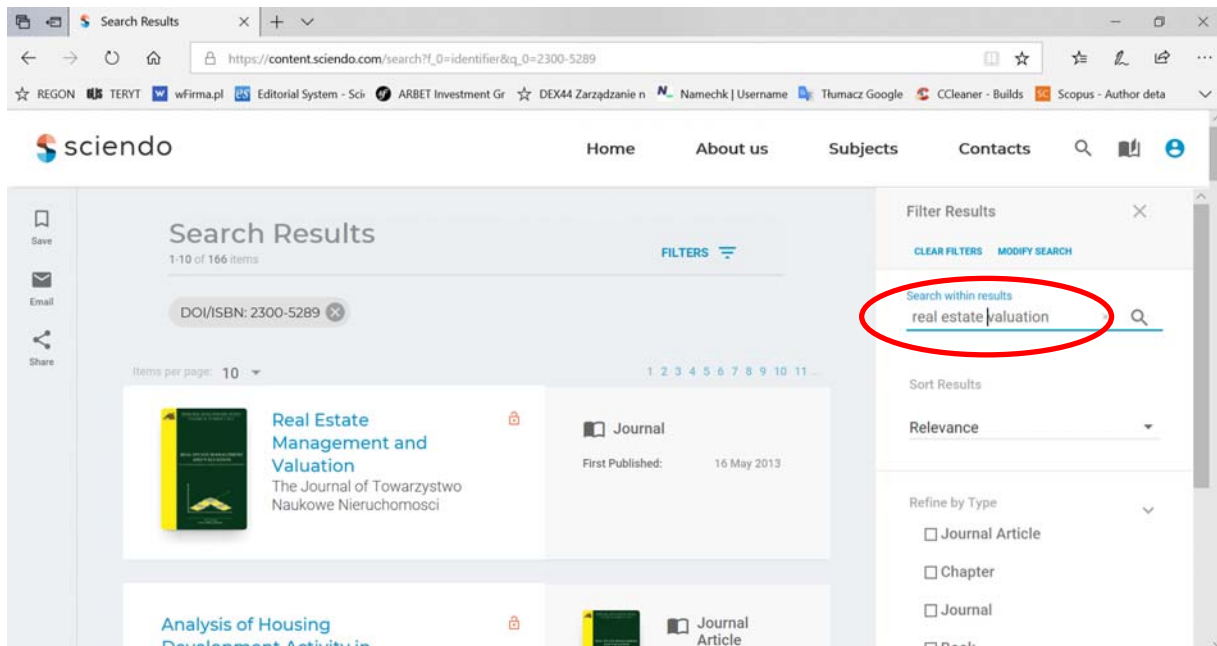 Search Results
https://content.sciendo.com/search?f_0=identifier&q_0=2300-5289
REGON TERYT wFirma.pl Editorial System - Sci ARBET Investment Gr DEX44 Zarządzanie n Namechk | Username Tłumacz Google CCleaner - Builds Scopus - Author deta
sciendo
Home About us Subjects Contacts
Save
Email
Share
Search Results
1-10 of 166 items
FILTERS
DOI/ISBN: 2300-5289
Items per page: 10
1 2 3 4 5 6 7 8 9 10 11 ...
Real Estate
Management and
Valuation
The Journal of Towarzystwo
Naukowe Nieruchomosci
Journal
First Published: 16 May 2013
Analysis of Housing
Development Activity in
Journal
Article
Filter Results
CLEAR FILTERS MODIFY SEARCH
Search within results
real estate valuation
Sort Results
Relevance
Refine by Type
Journal Article
Chapter
Journal
Book